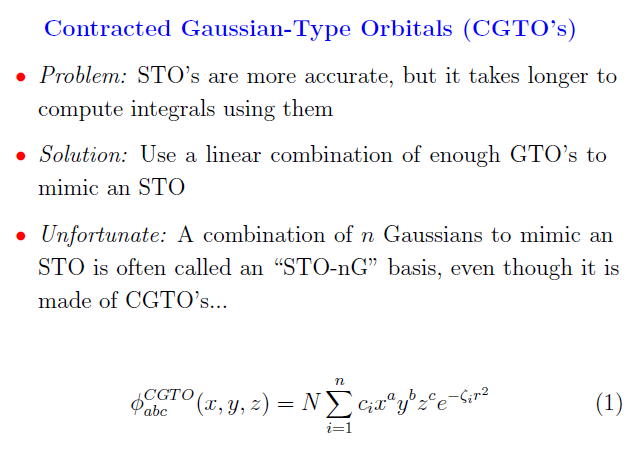 Contracted Gaussian-Type Orbitals (CGTO's)
• Problem: STO's are more accurate, but it takes longer to
compute integrals using them
• Solution: Use a linear combination of enough GTO's to
mimic an STO
• Unfortunate: A combination of n Gaussians to mimic an
STO is often called an “STO-nG” basis, even though it is
made of CGTO's...
$\phi_{abc}^{CGTO}(x, y, z) = N \sum_{i=1}^{n} c_i x^a y^b z^c e^{-\zeta_i r^2}$ (1)